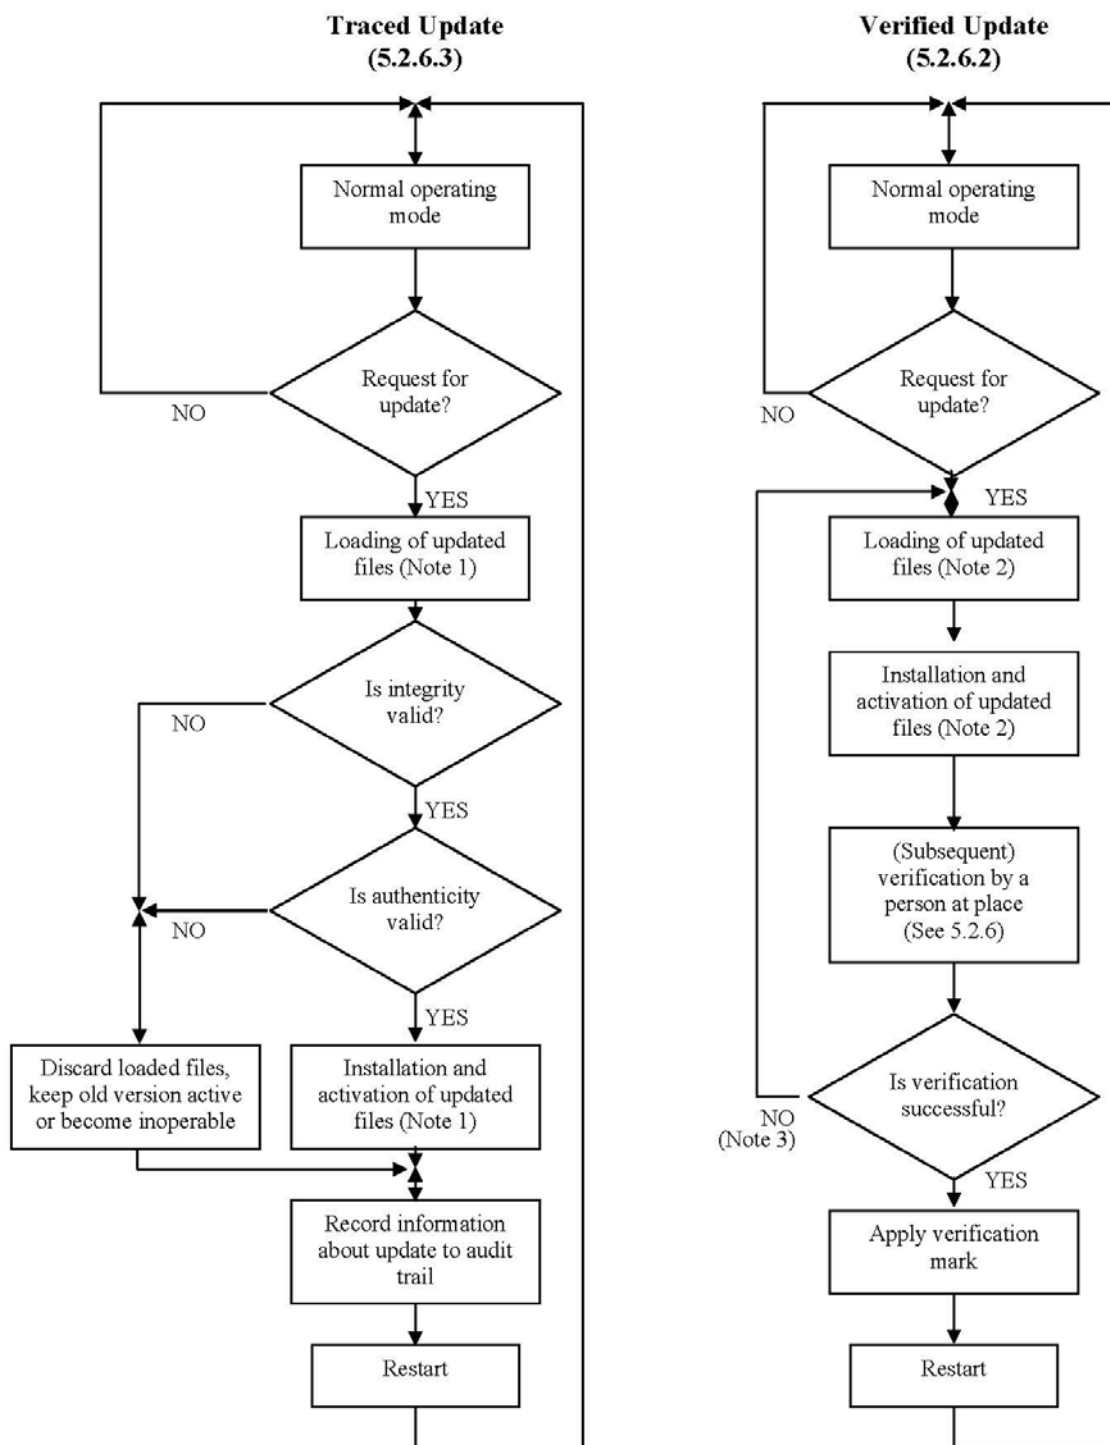 Traced Update
(5.2.6.3)
Normal operating
mode
Request for
update?
NO
YES
Loading of updated
files (Note 1)
Is integrity
valid?
NO
YES
Is authenticity
valid?
NO
YES
Discard loaded files,
keep old version active
or become inoperable
Installation and
activation of updated
files (Note 1)
Record information
about update to audit
trail
Restart
Verified Update
(5.2.6.2)
Normal operating
mode
Request for
update?
NO
YES
Loading of updated
files (Note 2)
Installation and
activation of updated
files (Note 2)
(Subsequent)
verification by a
person at place
(See 5.2.6)
Is verification
successful?
NO
(Note 3)
YES
Apply verification
mark
Restart